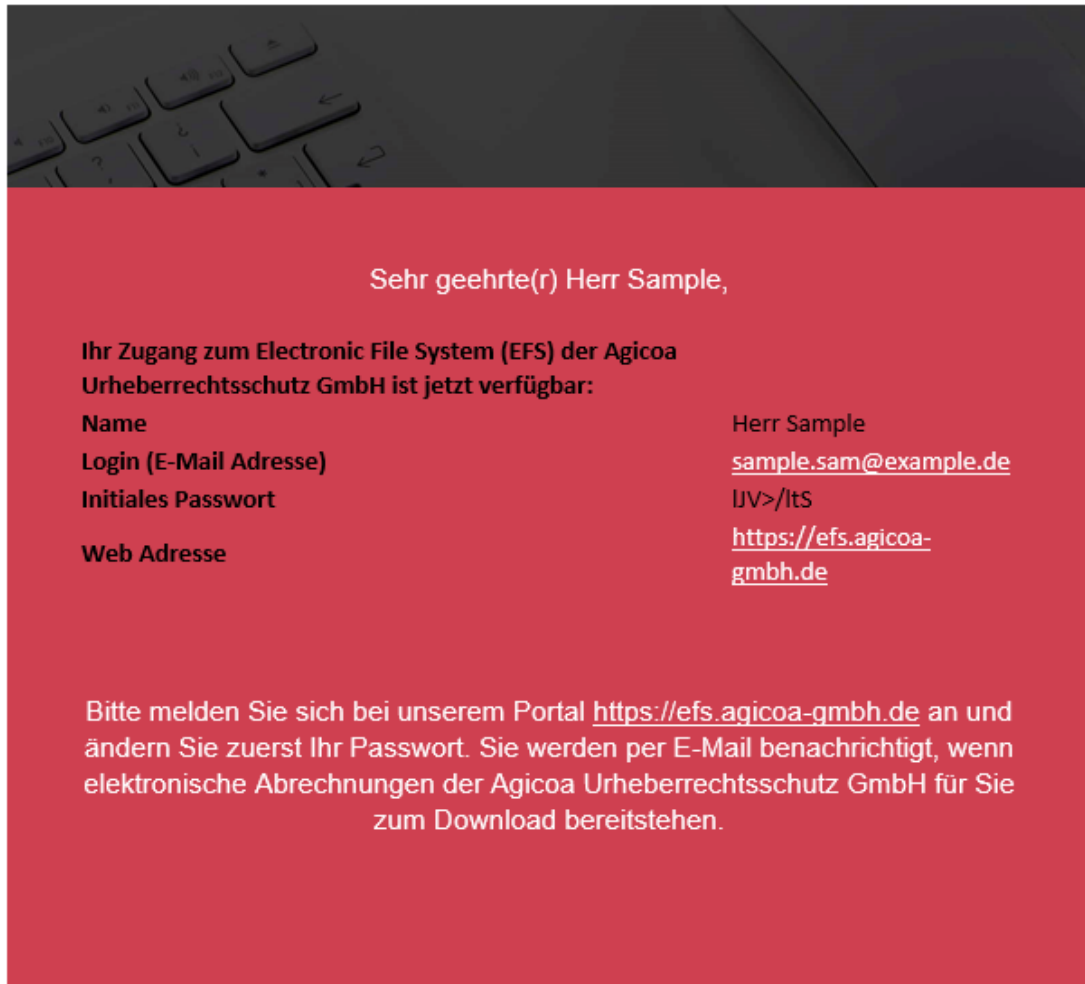 Sehr geehrte(r) Herr Sample,
Ihr Zugang zum Electronic File System (EFS) der Agicoa
Urheberrechtsschutz GmbH ist jetzt verfügbar:
Name Herr Sample
Login (E-Mail Adresse) sample.sam@example.de
Initiales Passwort lJV>/ltS
Web Adresse https://efs.agicoa-
gmbh.de
Bitte melden Sie sich bei unserem Portal https://efs.agicoa-gmbh.de an und
ändern Sie zuerst Ihr Passwort. Sie werden per E-Mail benachrichtigt, wenn
elektronische Abrechnungen der Agicoa Urheberrechtsschutz GmbH für Sie
zum Download bereitstehen.